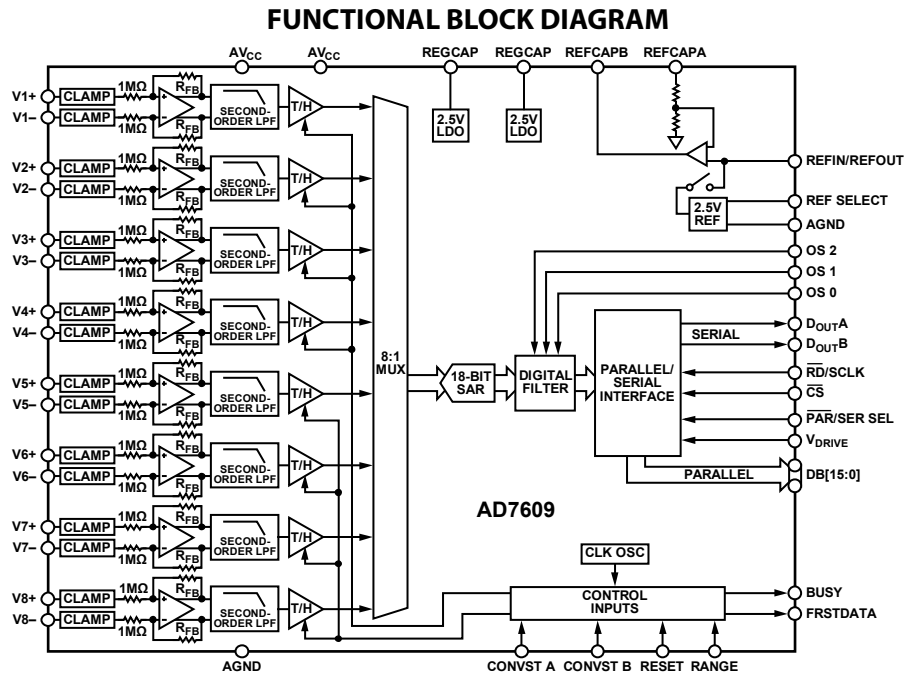 FUNCTIONAL BLOCK DIAGRAM
AVCC AVCC REGCAP REGCAP REFCAPB REFCAPA
V1+ CLAMP 1MΩ RFB
V1– CLAMP 1MΩ RFB
SECOND-
ORDER LPF
T/H
2.5V
LDO
2.5V
LDO
REFIN/REFOUT
V2+ CLAMP 1MΩ RFB
V2– CLAMP 1MΩ RFB
SECOND-
ORDER LPF
T/H
2.5V
REF
REF SELECT
AGND
V3+ CLAMP 1MΩ RFB
V3– CLAMP 1MΩ RFB
SECOND-
ORDER LPF
T/H
OS 2
OS 1
OS 0
V4+ CLAMP 1MΩ RFB
V4– CLAMP 1MΩ RFB
SECOND-
ORDER LPF
T/H
8:1
MUX
18-BIT
SAR
DIGITAL
FILTER
PARALLEL/
SERIAL
INTERFACE
SERIAL
DOUTA
DOUTB
RD/SCLK
CS
PAR/SER SEL
VDRIVE
PARALLEL
DB[15:0]
V5+ CLAMP 1MΩ RFB
V5– CLAMP 1MΩ RFB
SECOND-
ORDER LPF
T/H
V6+ CLAMP 1MΩ RFB
V6– CLAMP 1MΩ RFB
SECOND-
ORDER LPF
T/H
AD7609
V7+ CLAMP 1MΩ RFB
V7– CLAMP 1MΩ RFB
SECOND-
ORDER LPF
T/H
CLK OSC
V8+ CLAMP 1MΩ RFB
V8– CLAMP 1MΩ RFB
SECOND-
ORDER LPF
T/H
CONTROL
INPUTS
BUSY
FRSTDATA
AGND CONVST A CONVST B RESET RANGE